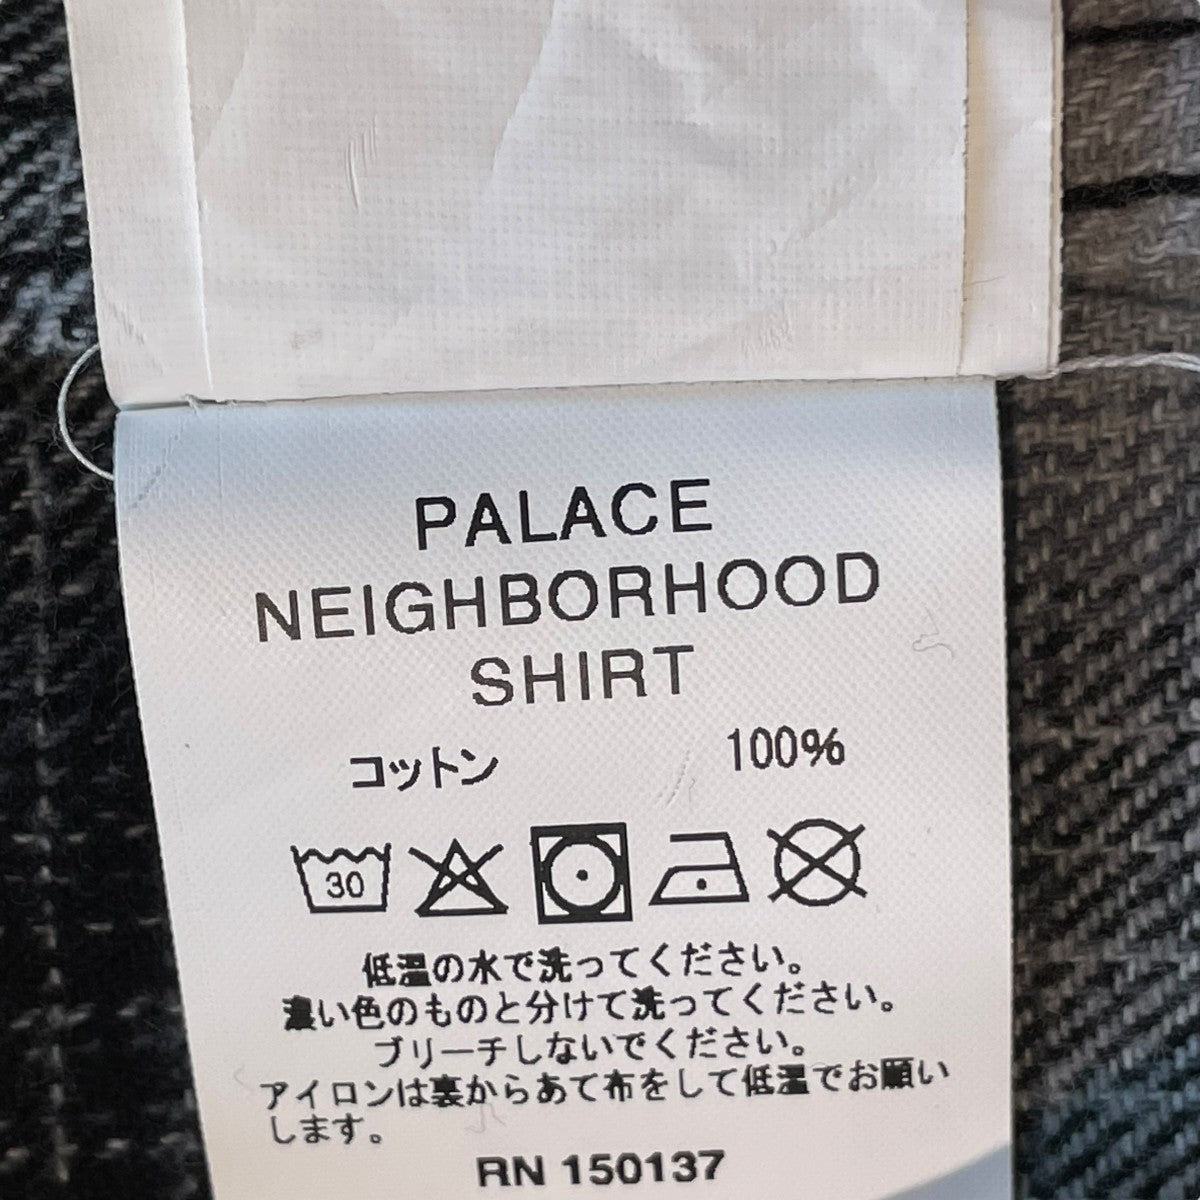 PALACE
NEIGHBORHOOD
SHIRT
コットン 100%
30
低温の水で洗ってください。
濃い色のものと分けて洗ってください。
ブリーチしないでください。
アイロンは裏からあて布をして低温でお願い
します。
RN 150137